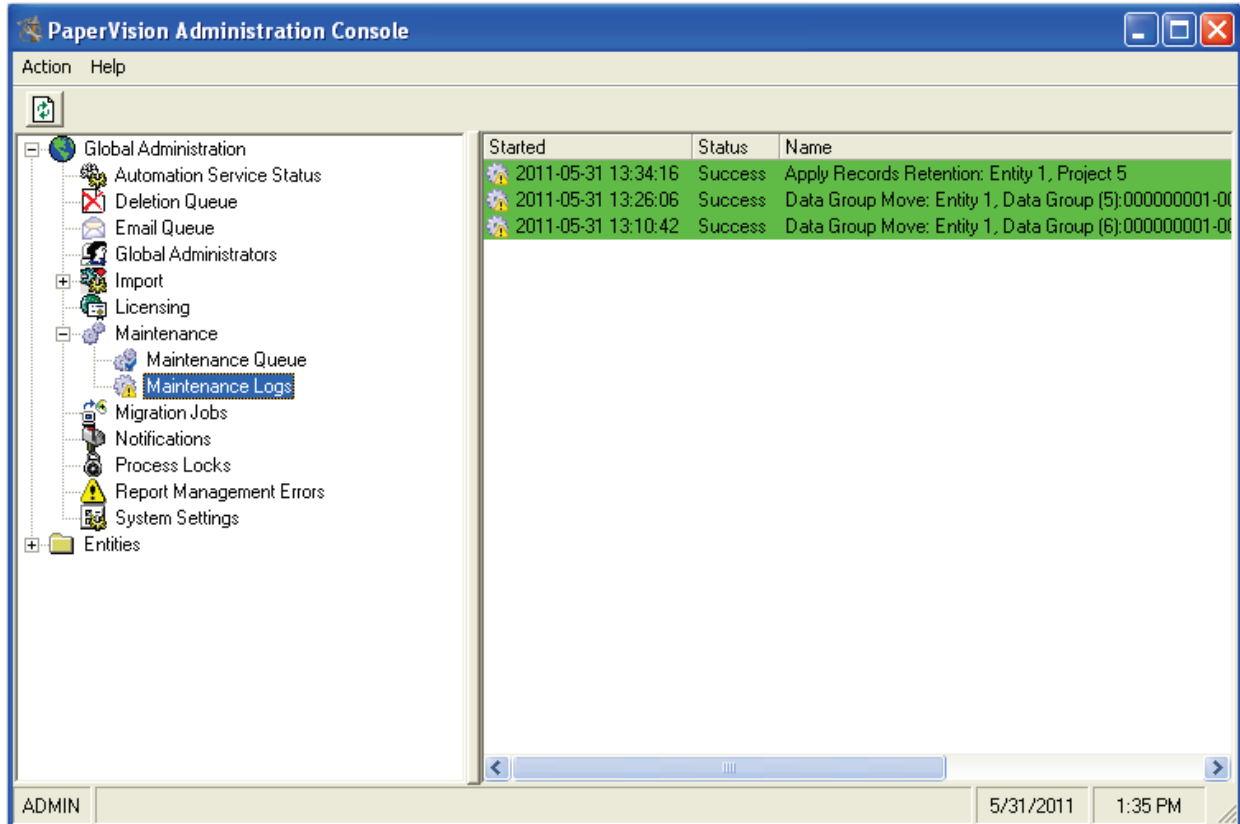 PaperVision Administration Console
Action Help
Global Administration
Automation Service Status
Deletion Queue
Email Queue
Global Administrators
Import
Licensing
Maintenance
Maintenance Queue
Maintenance Logs
Migration Jobs
Notifications
Process Locks
Report Management Errors
System Settings
Entities
Started Status Name
2011-05-31 13:34:16 Success Apply Records Retention: Entity 1, Project 5
2011-05-31 13:26:06 Success Data Group Move: Entity 1, Data Group (5):000000001-00
2011-05-31 13:10:42 Success Data Group Move: Entity 1, Data Group (6):000000001-00
ADMIN 5/31/2011 1:35 PM